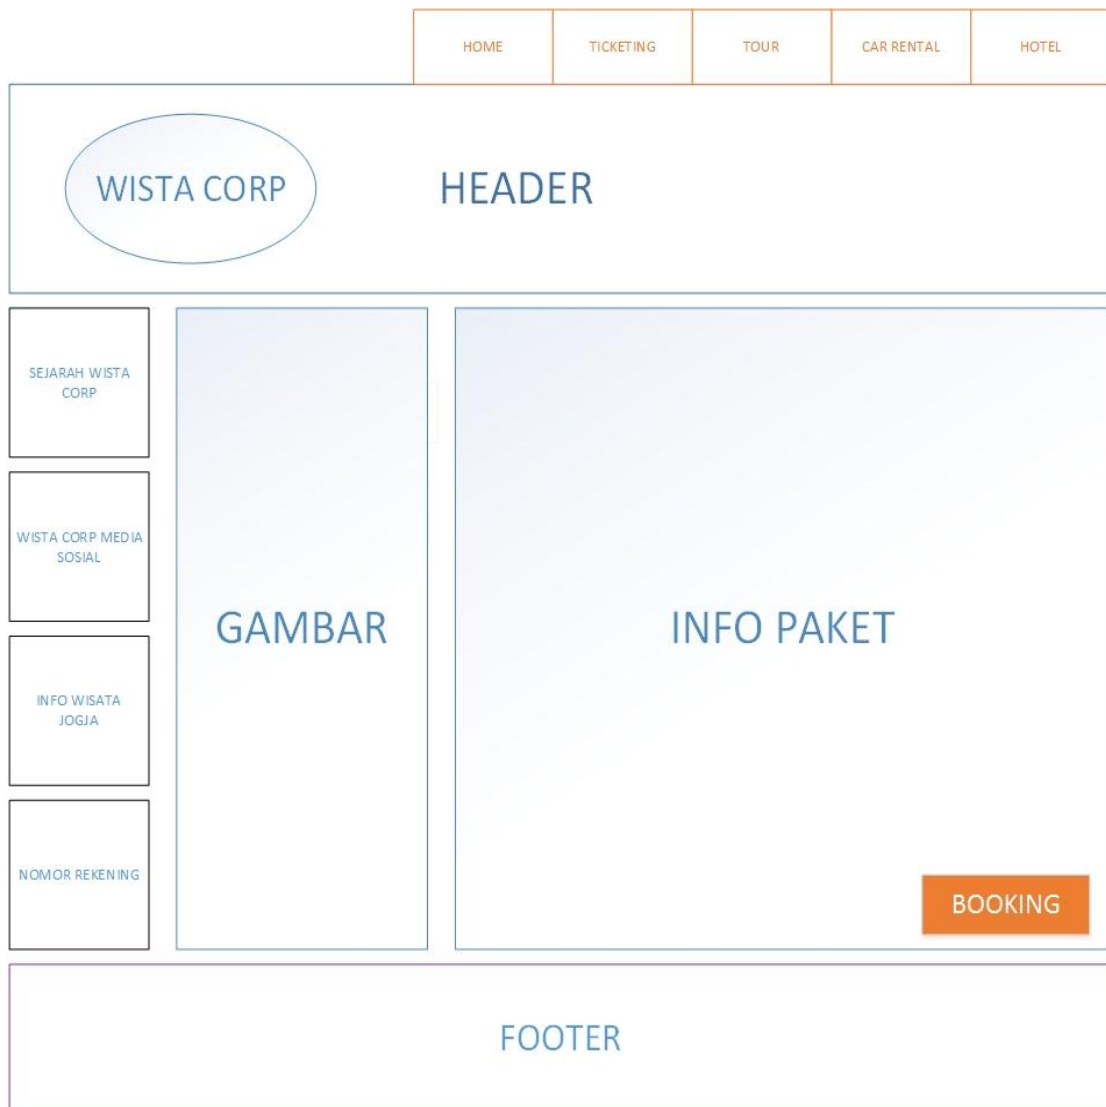 HOME
TICKETING
TOUR
CAR RENTAL
HOTEL
WISTA CORP
HEADER
SEJARAH WISTA
CORP
WISTA CORP MEDIA
SOSIAL
INFO WISATA
JOGJA
NOMOR REKENING
GAMBAR
INFO PAKET
BOOKING
FOOTER